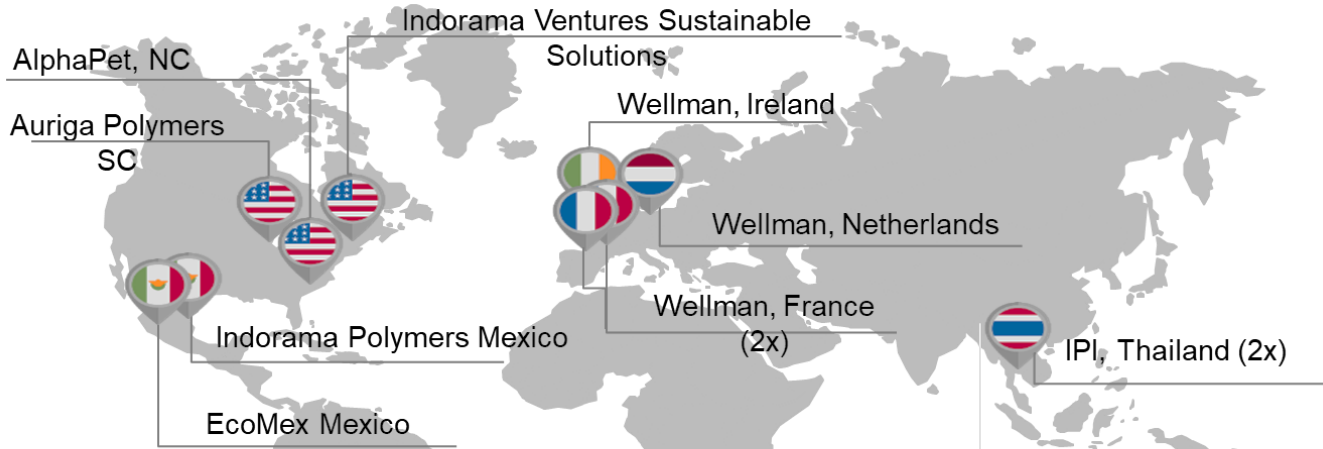 Indorama Ventures Sustainable
Solutions
AlphaPet, NC
Auriga Polymers
SC
Wellman, Ireland
Wellman, Netherlands
Wellman, France
(2x)
Indorama Polymers Mexico
IPI, Thailand (2x)
EcoMex Mexico